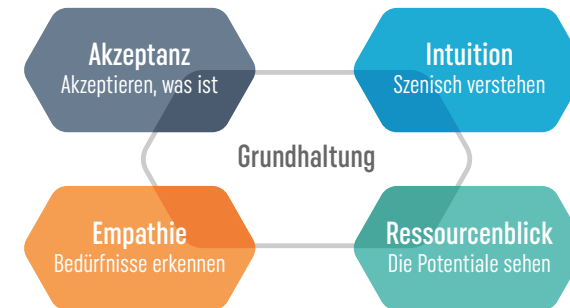 Akzeptanz
Akzeptieren, was ist
Intuition
Szenisch verstehen
Grundhaltung
Empathie
Bedürfnisse erkennen
Ressourcenblick
Die Potentiale sehen